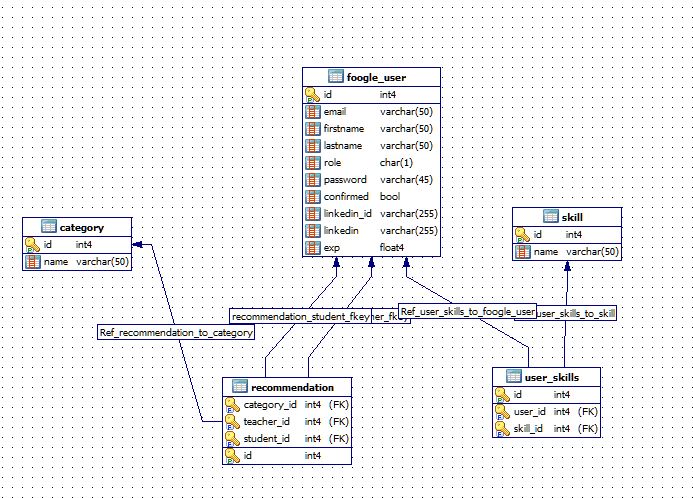 foogle_user
id int4
email varchar(50)
firstname varchar(50)
lastname varchar(50)
role char(1)
password varchar(45)
confirmed bool
linkedin_id varchar(255)
linkedin varchar(255)
exp float4
category
id int4
name varchar(50)
skill
id int4
name varchar(50)
recommendation_student_fkey
Ref_user_skills_to_foogle_user
user_skills_to_skill
Ref_recommendation_to_category
recommendation
category_id int4 (FK)
teacher_id int4 (FK)
student_id int4 (FK)
id int4
user_skills
id int4
user_id int4 (FK)
skill_id int4 (FK)